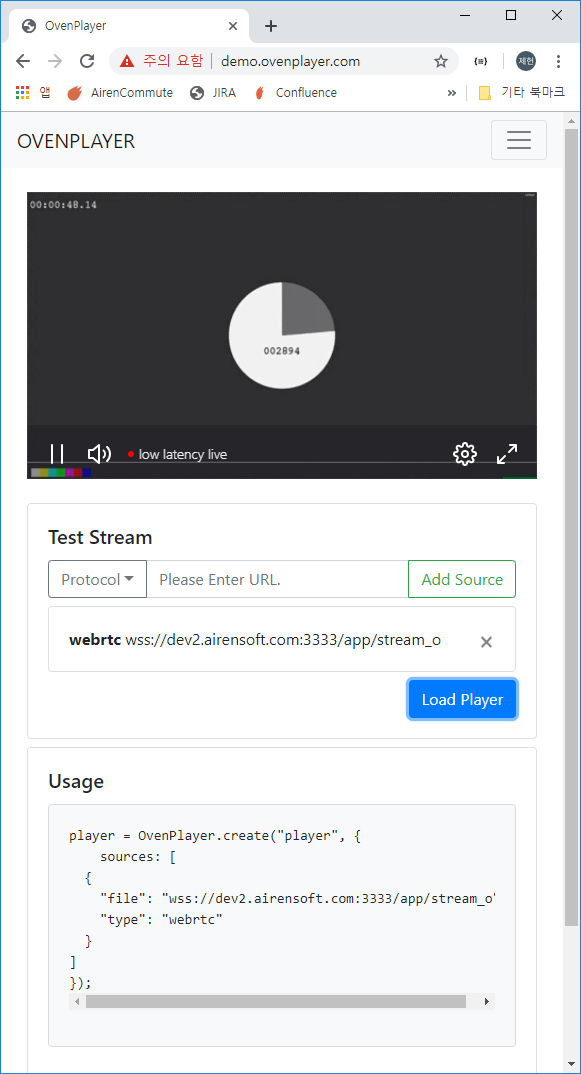 OvenPlayer
주의 요함
demo.ovenplayer.com
{≡}
제헌
앱
AirenCommute
JIRA
Confluence
»
기타 북마크
OVENPLAYER
00:00:48.14
002894
low latency live
Test Stream
Protocol
Please Enter URL.
Add Source
webrtc wss://dev2.airensoft.com:3333/app/stream_o
×
Load Player
Usage
player = OvenPlayer.create("player", {
sources: [
{
"file": "wss://dev2.airensoft.com:3333/app/stream_o"
"type": "webrtc"
}
]
});